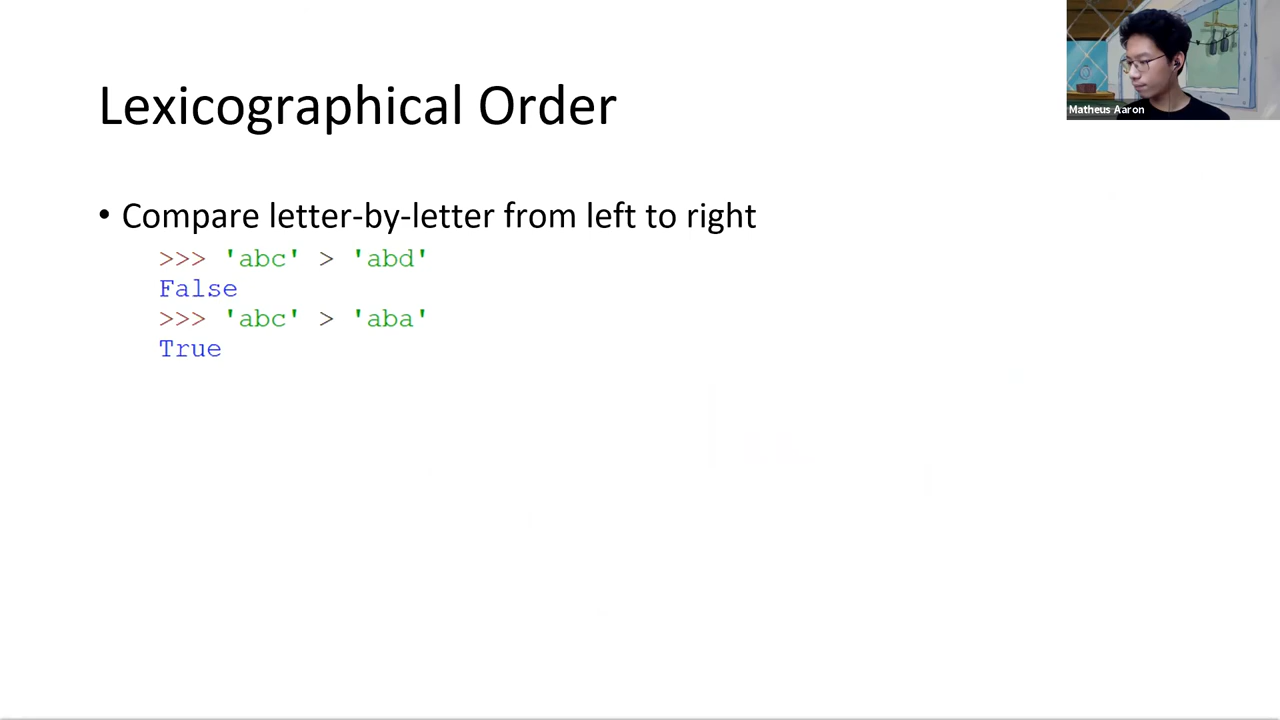 Matheus Aaron
Lexicographical Order
• Compare letter-by-letter from left to right
>>> 'abc' > 'abd'
False
>>> 'abc' > 'aba'
True